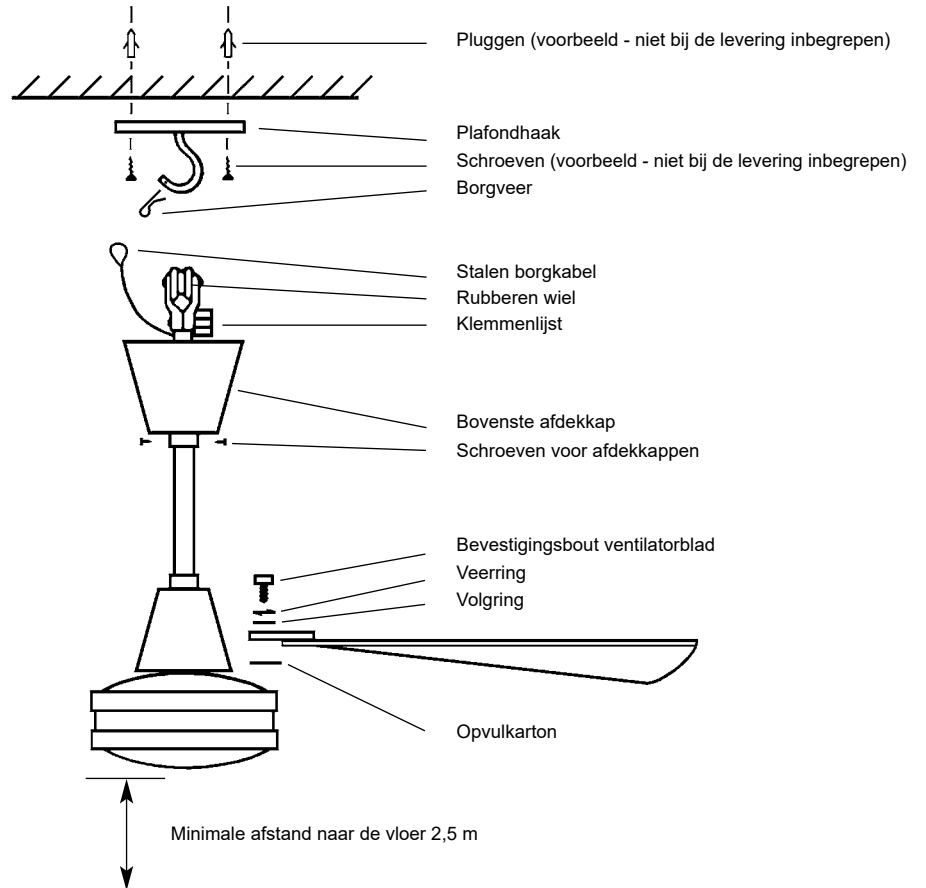 Pluggen (voorbeeld - niet bij de levering inbegrepen)
Plafondhaak
Schroeven (voorbeeld - niet bij de levering inbegrepen)
Borgveer
Stalen borgkabel
Rubberen wiel
Klemmenlijst
Bovenste afdekkap
Schroeven voor afdekkappen
Bevestigingsbout ventilatorblad
Veerring
Volgring
Opvulkarton
Minimale afstand naar de vloer 2,5 m